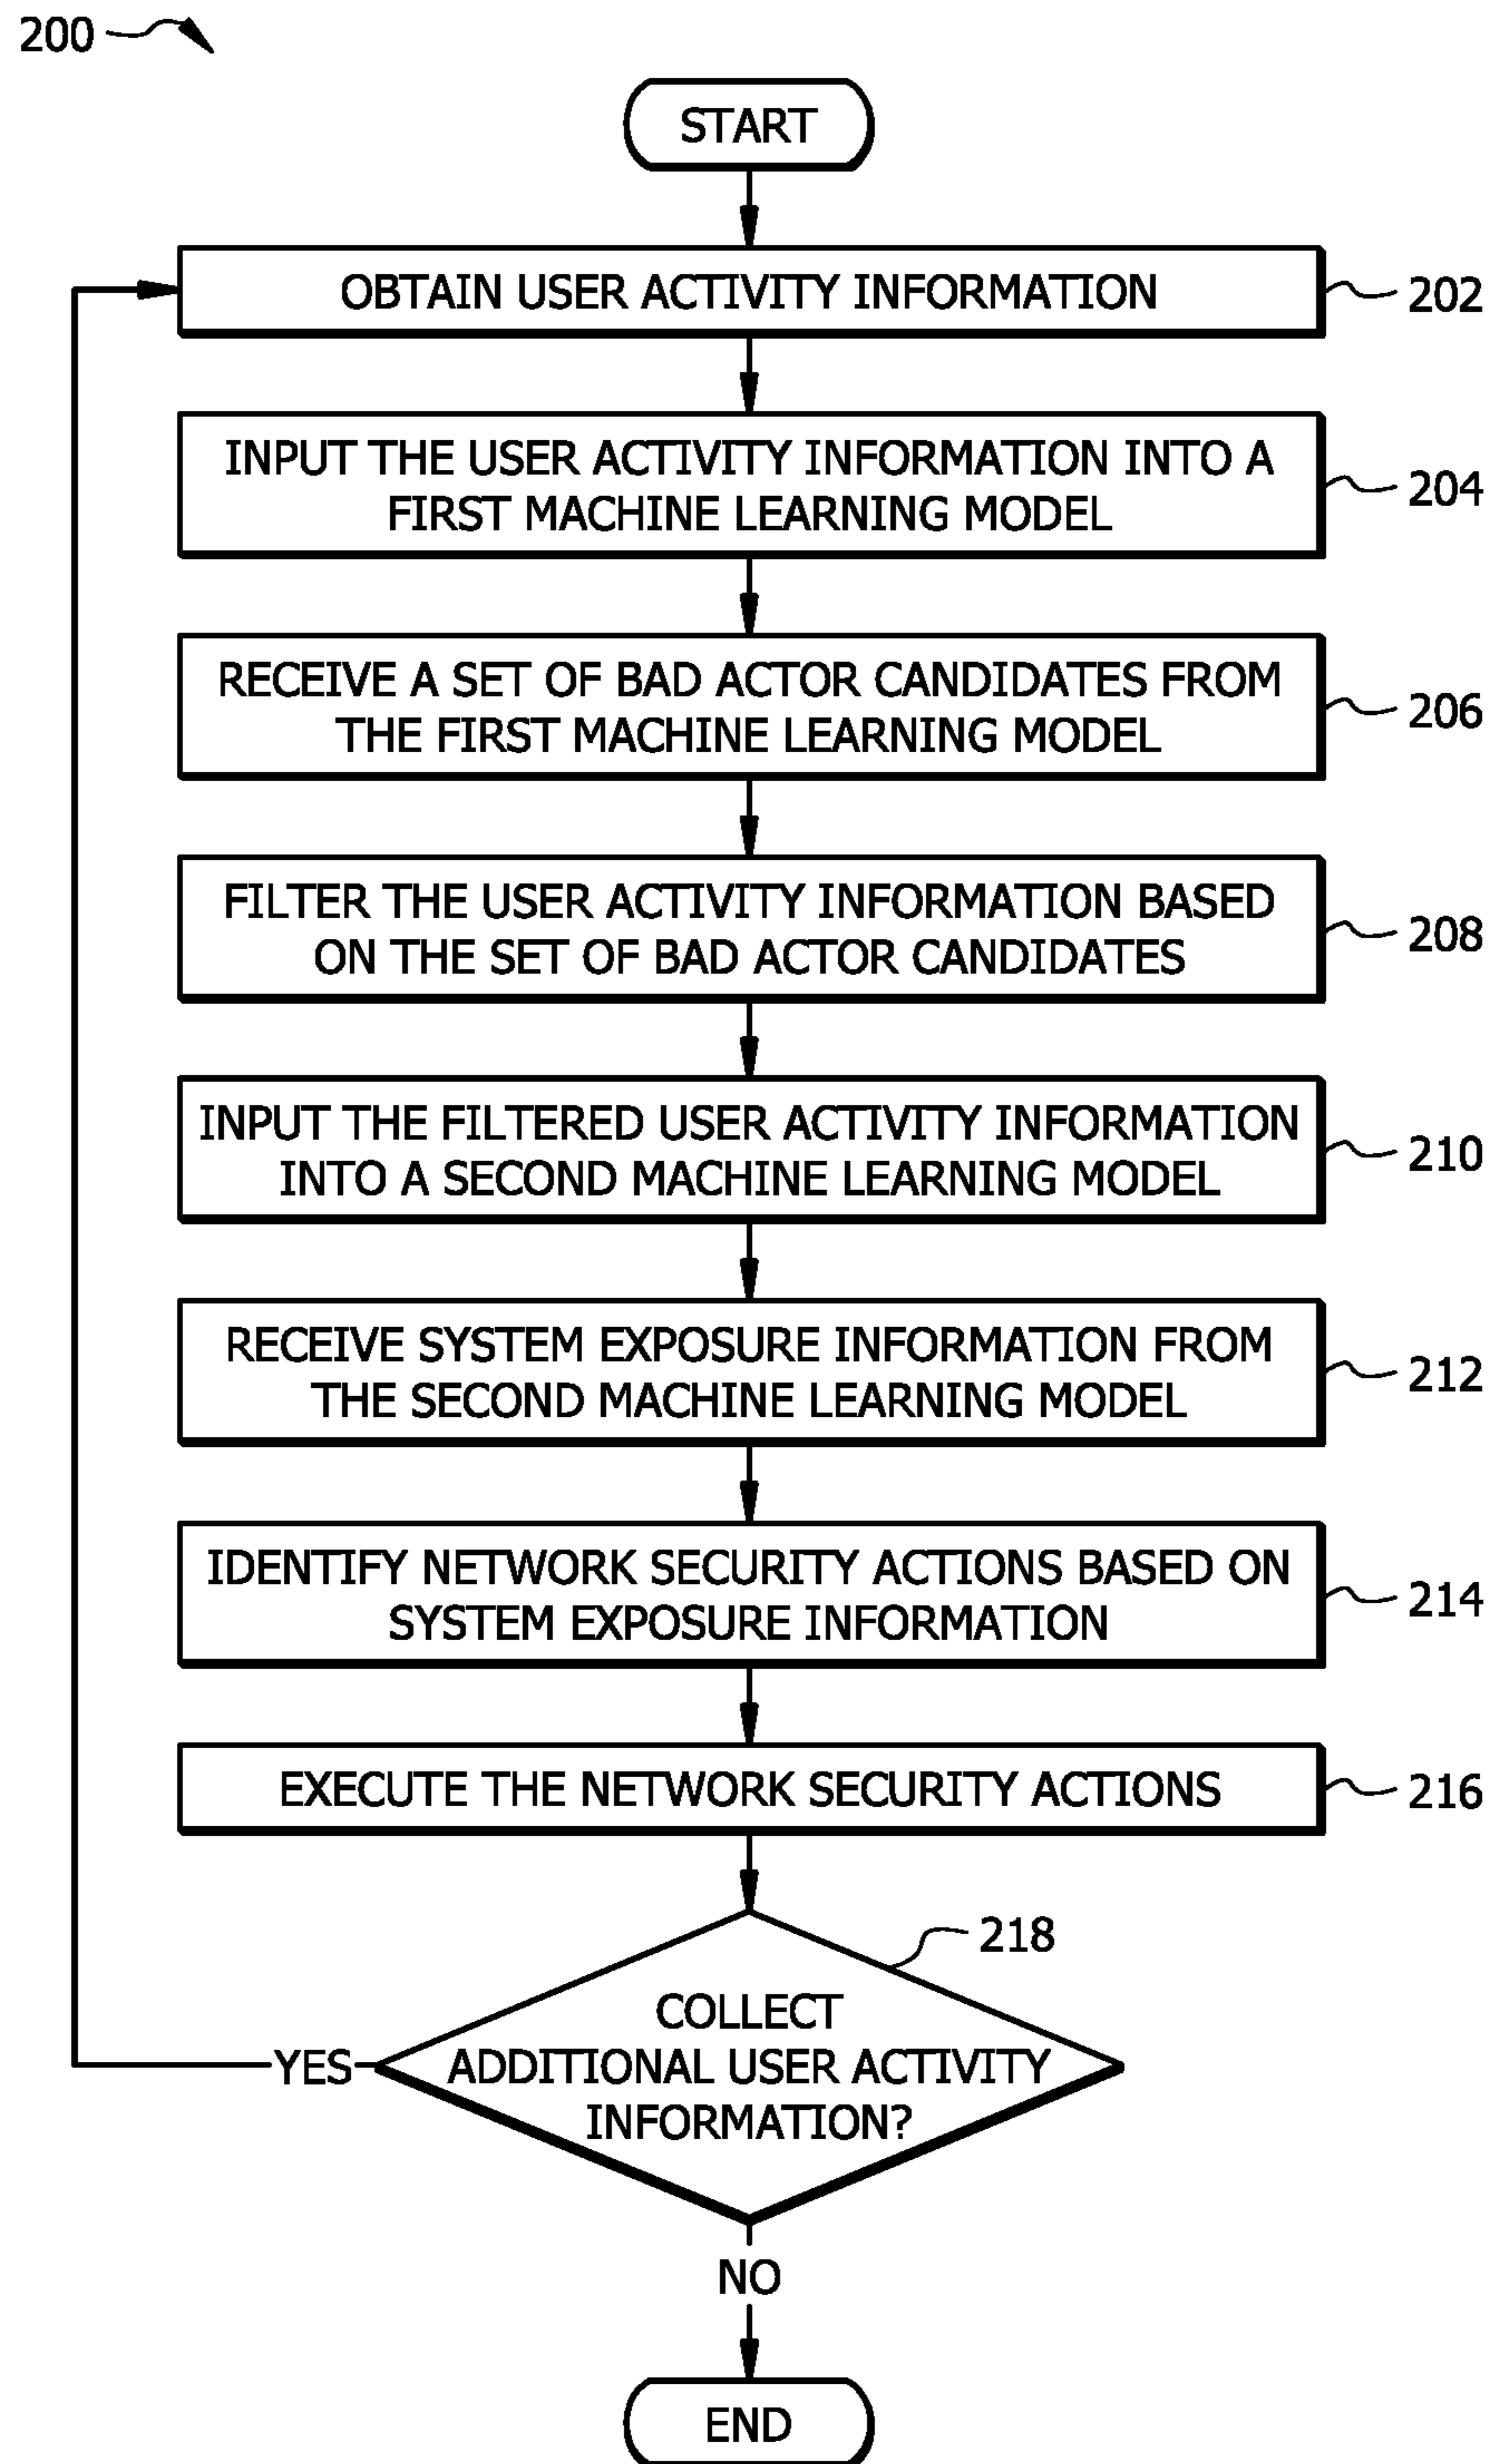 200
START
OBTAIN USER ACTIVITY INFORMATION
202
INPUT THE USER ACTIVITY INFORMATION INTO A
FIRST MACHINE LEARNING MODEL
204
RECEIVE A SET OF BAD ACTOR CANDIDATES FROM
THE FIRST MACHINE LEARNING MODEL
206
FILTER THE USER ACTIVITY INFORMATION BASED
ON THE SET OF BAD ACTOR CANDIDATES
208
INPUT THE FILTERED USER ACTIVITY INFORMATION
INTO A SECOND MACHINE LEARNING MODEL
210
RECEIVE SYSTEM EXPOSURE INFORMATION FROM
THE SECOND MACHINE LEARNING MODEL
212
IDENTIFY NETWORK SECURITY ACTIONS BASED ON
SYSTEM EXPOSURE INFORMATION
214
EXECUTE THE NETWORK SECURITY ACTIONS
216
218
COLLECT
ADDITIONAL USER ACTIVITY
INFORMATION?
YES
NO
END